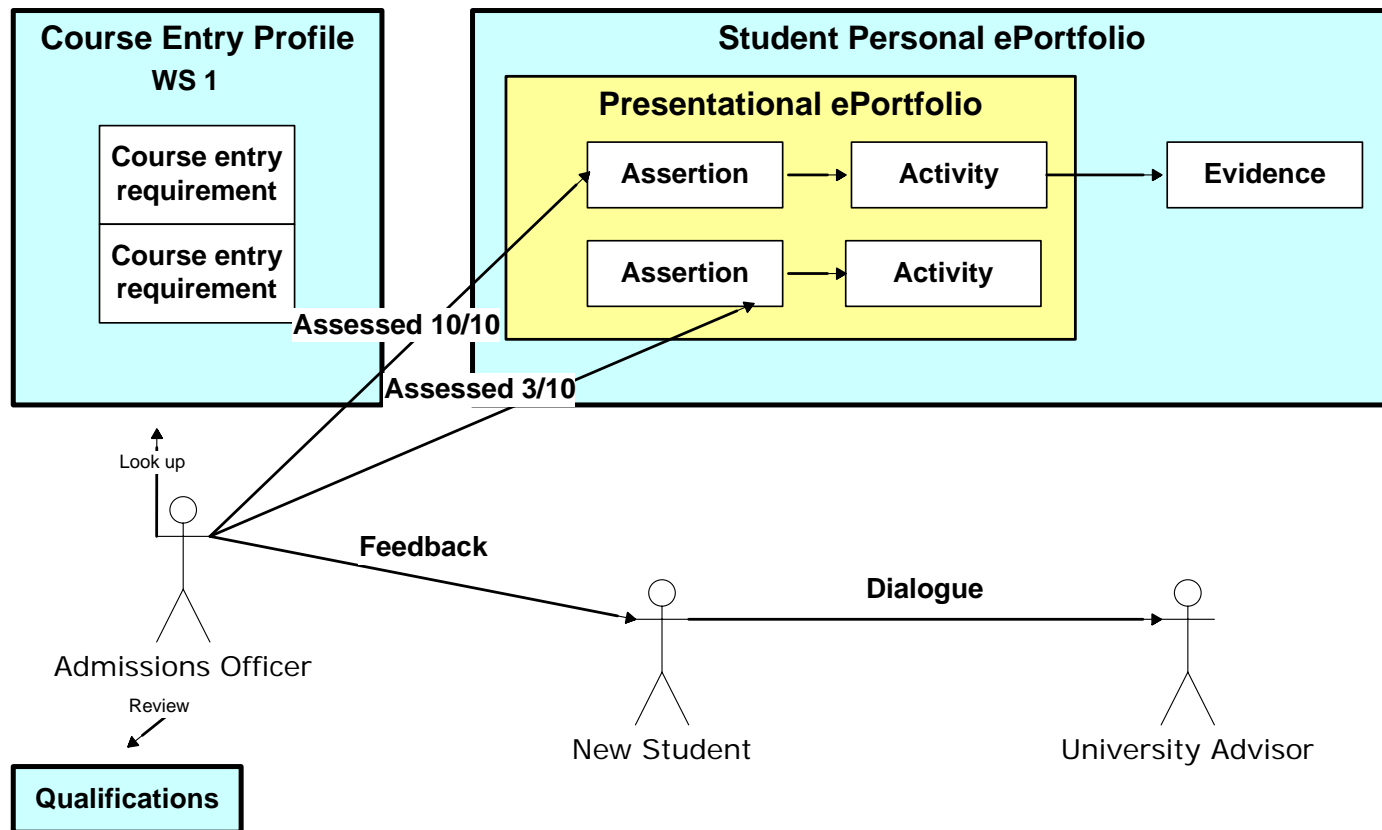 Course Entry Profile
WS 1
Course entry
requirement
Course entry
requirement
Student Personal ePortfolio
Presentational ePortfolio
Assertion
Activity
Evidence
Assertion
Activity
Assessed 10/10
Assessed 3/10
Look up
Feedback
Dialogue
Admissions Officer
Review
New Student
University Advisor
Qualifications